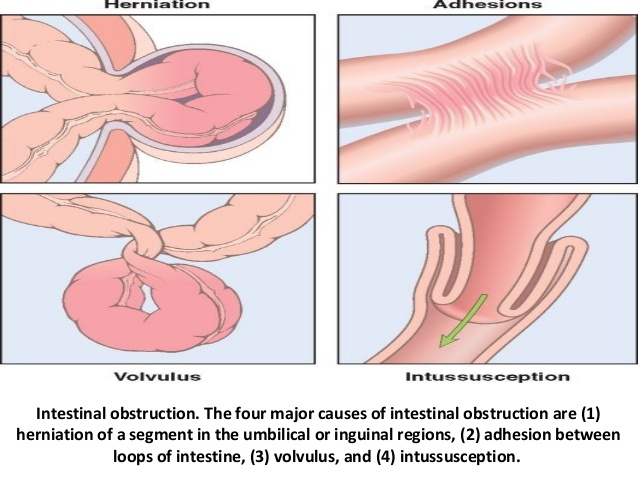 Herniation
Adhesions
Volvulus
Intussusception
Intestinal obstruction. The four major causes of intestinal obstruction are (1)
herniation of a segment in the umbilical or inguinal regions, (2) adhesion between
loops of intestine, (3) volvulus, and (4) intussusception.